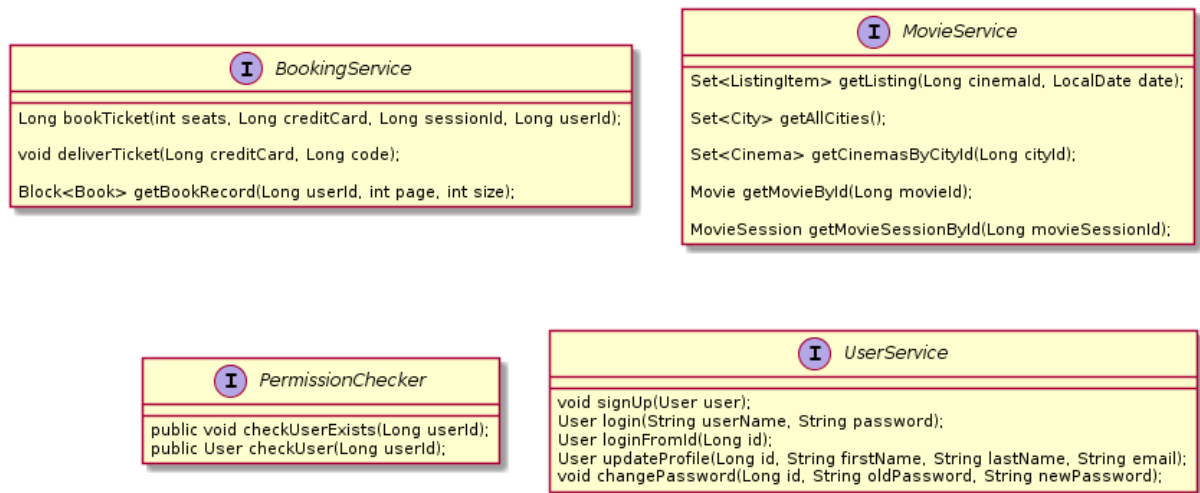 I BookingService
Long bookTicket(int seats, Long creditCard, Long sessionId, Long userId);
void deliverTicket(Long creditCard, Long code);
Block<Book> getBookRecord(Long userId, int page, int size);
I MovieService
Set<ListingItem> getListing(Long cinemaId, LocalDate date);
Set<City> getAllCities();
Set<Cinema> getCinemasByCityId(Long cityId);
Movie getMovieById(Long movieId);
MovieSession getMovieSessionById(Long movieSessionId);
I PermissionChecker
public void checkUserExists(Long userId);
public User checkUser(Long userId);
I UserService
void signUp(User user);
User login(String userName, String password);
User loginFromId(Long id);
User updateProfile(Long id, String firstName, String lastName, String email);
void changePassword(Long id, String oldPassword, String newPassword);